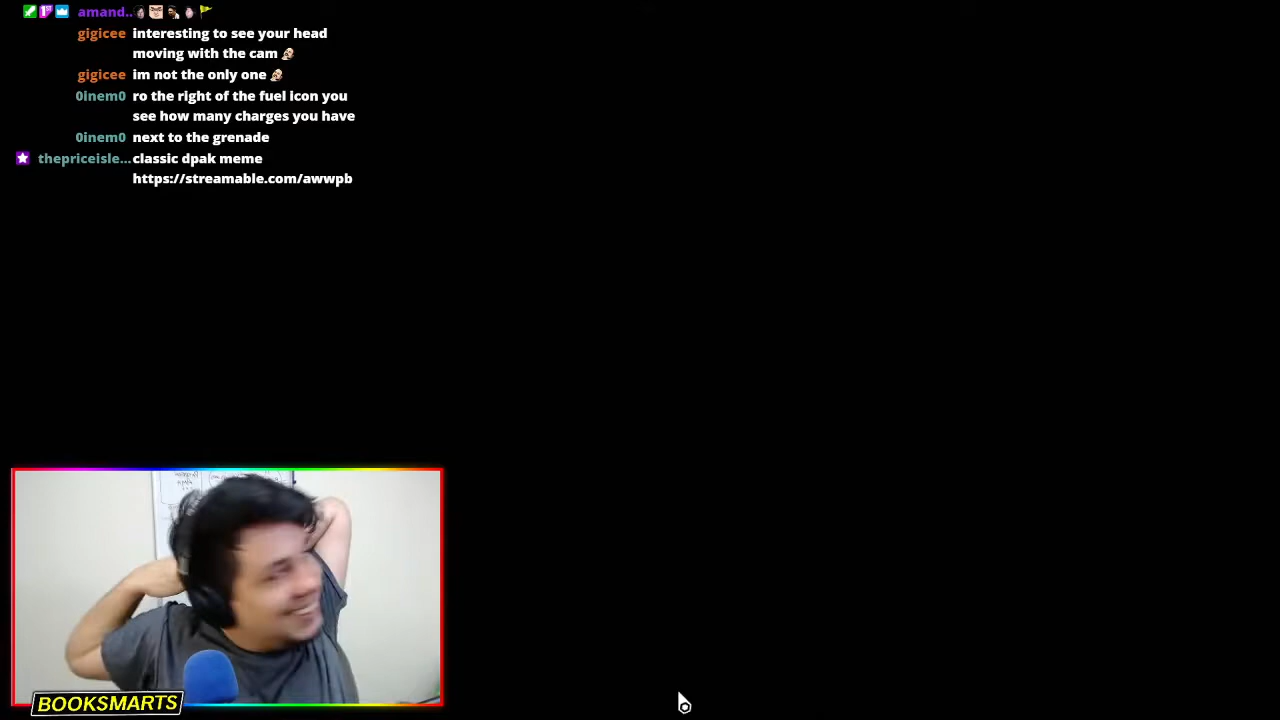 amand..
gigicee interesting to see your head
moving with the cam
gigicee im not the only one
0inem0 ro the right of the fuel icon you
see how many charges you have
0inem0 next to the grenade
thepriceisle... classic dpak meme
https://streamable.com/awwpb
BOOKSMARTS